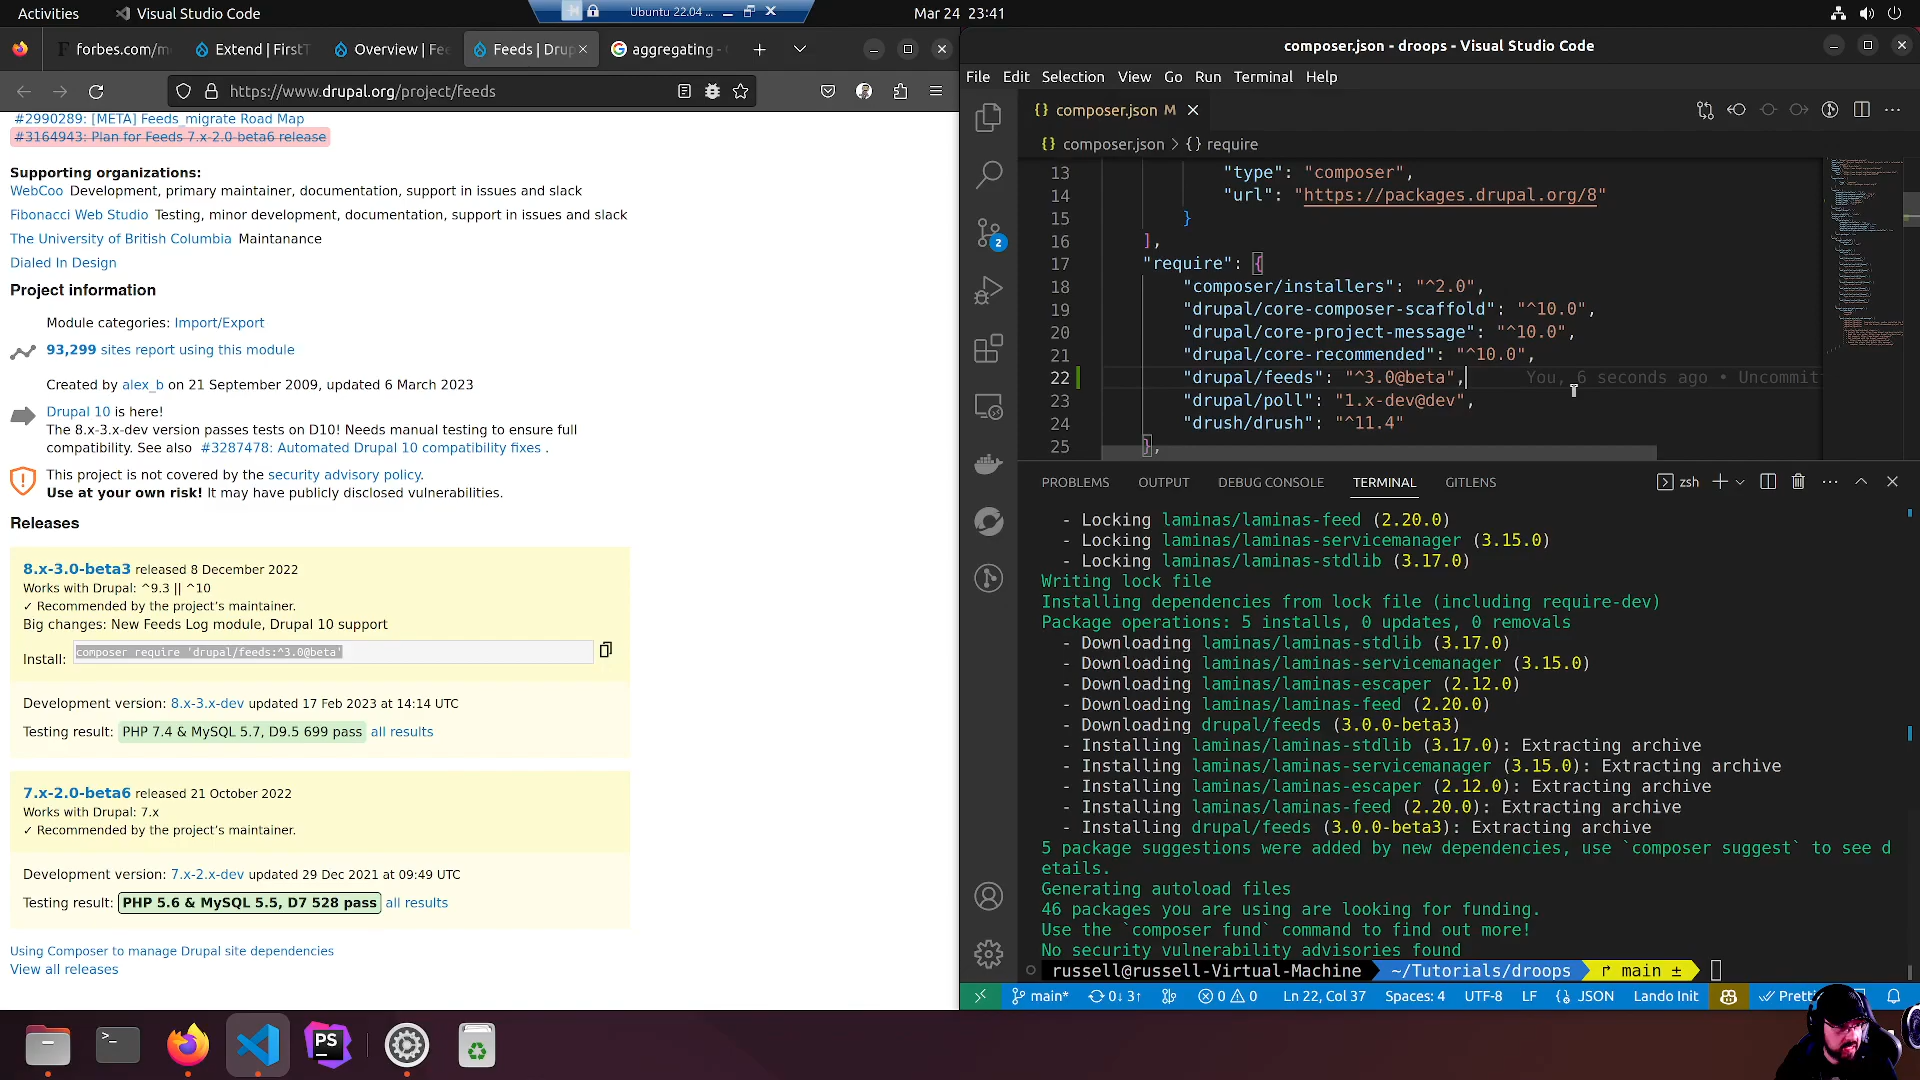 Activities
Visual Studio Code
Ubuntu 22.04 ...
Mar 24 23:41
forbes.com/m
Extend | First
Overview | Fee
Feeds | Drup
aggregating -
https://www.drupal.org/project/feeds
#2990289: [META] Feeds_migrate Road Map
#3164943: Plan for Feeds 7.x-2.0-beta6 release
Supporting organizations:
WebCoo Development, primary maintainer, documentation, support in issues and slack
Fibonacci Web Studio Testing, minor development, documentation, support in issues and slack
The University of British Columbia Maintanance
Dialed In Design
Project information
Module categories: Import/Export
93,299 sites report using this module
Created by alex_b on 21 September 2009, updated 6 March 2023
Drupal 10 is here!
The 8.x-3.x-dev version passes tests on D10! Needs manual testing to ensure full
compatibility. See also #3287478: Automated Drupal 10 compatibility fixes .
This project is not covered by the security advisory policy.
Use at your own risk! It may have publicly disclosed vulnerabilities.
Releases
8.x-3.0-beta3 released 8 December 2022
Works with Drupal: ^9.3 || ^10
✓ Recommended by the project's maintainer.
Big changes: New Feeds Log module, Drupal 10 support
Install: composer require 'drupal/feeds:^3.0@beta'
Development version: 8.x-3.x-dev updated 17 Feb 2023 at 14:14 UTC
Testing result: PHP 7.4 & MySQL 5.7, D9.5 699 pass all results
7.x-2.0-beta6 released 21 October 2022
Works with Drupal: 7.x
✓ Recommended by the project's maintainer.
Development version: 7.x-2.x-dev updated 29 Dec 2021 at 09:49 UTC
Testing result: PHP 5.6 & MySQL 5.5, D7 528 pass all results
Using Composer to manage Drupal site dependencies
View all releases
composer.json - droops - Visual Studio Code
File Edit Selection View Go Run Terminal Help
{} composer.json M
{} composer.json > {} require
13 "type": "composer",
14 "url": "https://packages.drupal.org/8"
15 }
16 ],
17 "require": {
18 "composer/installers": "^2.0",
19 "drupal/core-composer-scaffold": "^10.0",
20 "drupal/core-project-message": "^10.0",
21 "drupal/core-recommended": "^10.0",
22 "drupal/feeds": "^3.0@beta", You, 6 seconds ago • Uncommit
23 "drupal/poll": "1.x-dev@dev",
24 "drush/drush": "^11.4"
25 },
2
PROBLEMS OUTPUT DEBUG CONSOLE TERMINAL GITLENS zsh
- Locking laminas/laminas-feed (2.20.0)
- Locking laminas/laminas-servicemanager (3.15.0)
- Locking laminas/laminas-stdlib (3.17.0)
Writing lock file
Installing dependencies from lock file (including require-dev)
Package operations: 5 installs, 0 updates, 0 removals
- Downloading laminas/laminas-stdlib (3.17.0)
- Downloading laminas/laminas-servicemanager (3.15.0)
- Downloading laminas/laminas-escaper (2.12.0)
- Downloading laminas/laminas-feed (2.20.0)
- Downloading drupal/feeds (3.0.0-beta3)
- Installing laminas/laminas-stdlib (3.17.0): Extracting archive
- Installing laminas/laminas-servicemanager (3.15.0): Extracting archive
- Installing laminas/laminas-escaper (2.12.0): Extracting archive
- Installing laminas/laminas-feed (2.20.0): Extracting archive
- Installing drupal/feeds (3.0.0-beta3): Extracting archive
5 package suggestions were added by new dependencies, use `composer suggest` to see d
etails.
Generating autoload files
46 packages you are using are looking for funding.
Use the `composer fund` command to find out more!
No security vulnerability advisories found
russell@russell-Virtual-Machine ~/Tutorials/droops main ±
main* 0↓ 3↑ 0 0 Ln 22, Col 37 Spaces: 4 UTF-8 LF {} JSON Lando Init Pretti
PS